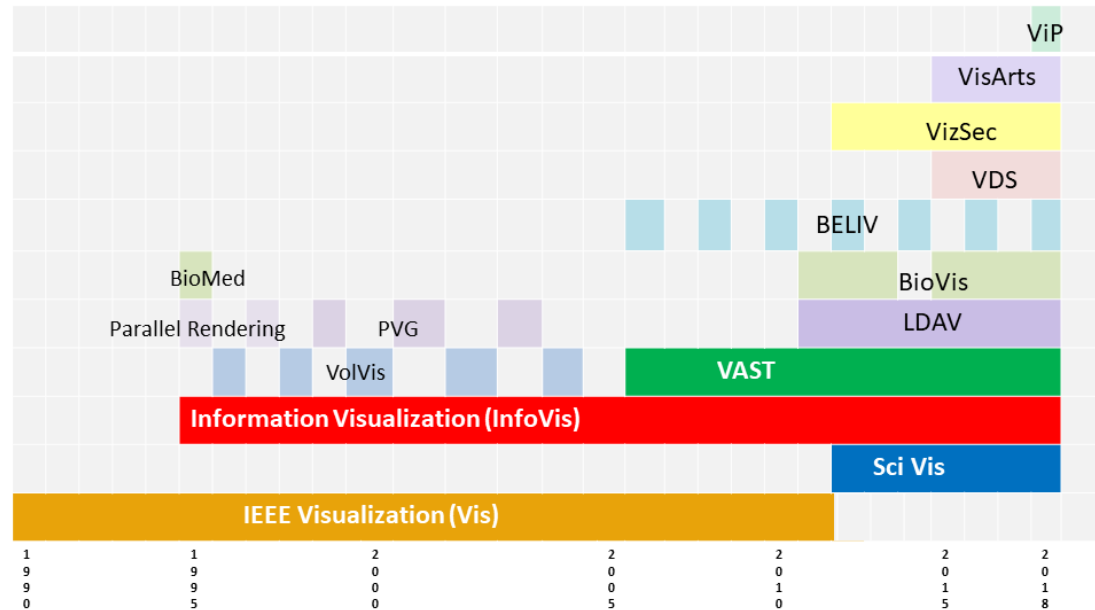 ViP
VisArts
VizSec
VDS
BELIV
BioMed
BioVis
Parallel Rendering
PVG
LDAV
VolVis
VAST
Information Visualization (InfoVis)
Sci Vis
IEEE Visualization (Vis)
1990
1995
2000
2005
2010
2015
2018